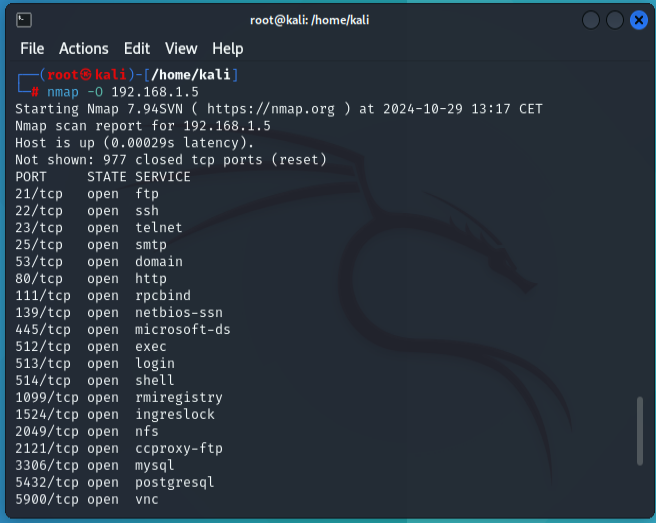 root@kali: /home/kali
File Actions Edit View Help
┌──(root㉿kali)-[/home/kali]
└─# nmap -O 192.168.1.5
Starting Nmap 7.94SVN ( https://nmap.org ) at 2024-10-29 13:17 CET
Nmap scan report for 192.168.1.5
Host is up (0.00029s latency).
Not shown: 977 closed tcp ports (reset)
PORT     STATE SERVICE
21/tcp   open  ftp
22/tcp   open  ssh
23/tcp   open  telnet
25/tcp   open  smtp
53/tcp   open  domain
80/tcp   open  http
111/tcp  open  rpcbind
139/tcp  open  netbios-ssn
445/tcp  open  microsoft-ds
512/tcp  open  exec
513/tcp  open  login
514/tcp  open  shell
1099/tcp open  rmiregistry
1524/tcp open  ingreslock
2049/tcp open  nfs
2121/tcp open  ccproxy-ftp
3306/tcp open  mysql
5432/tcp open  postgresql
5900/tcp open  vnc